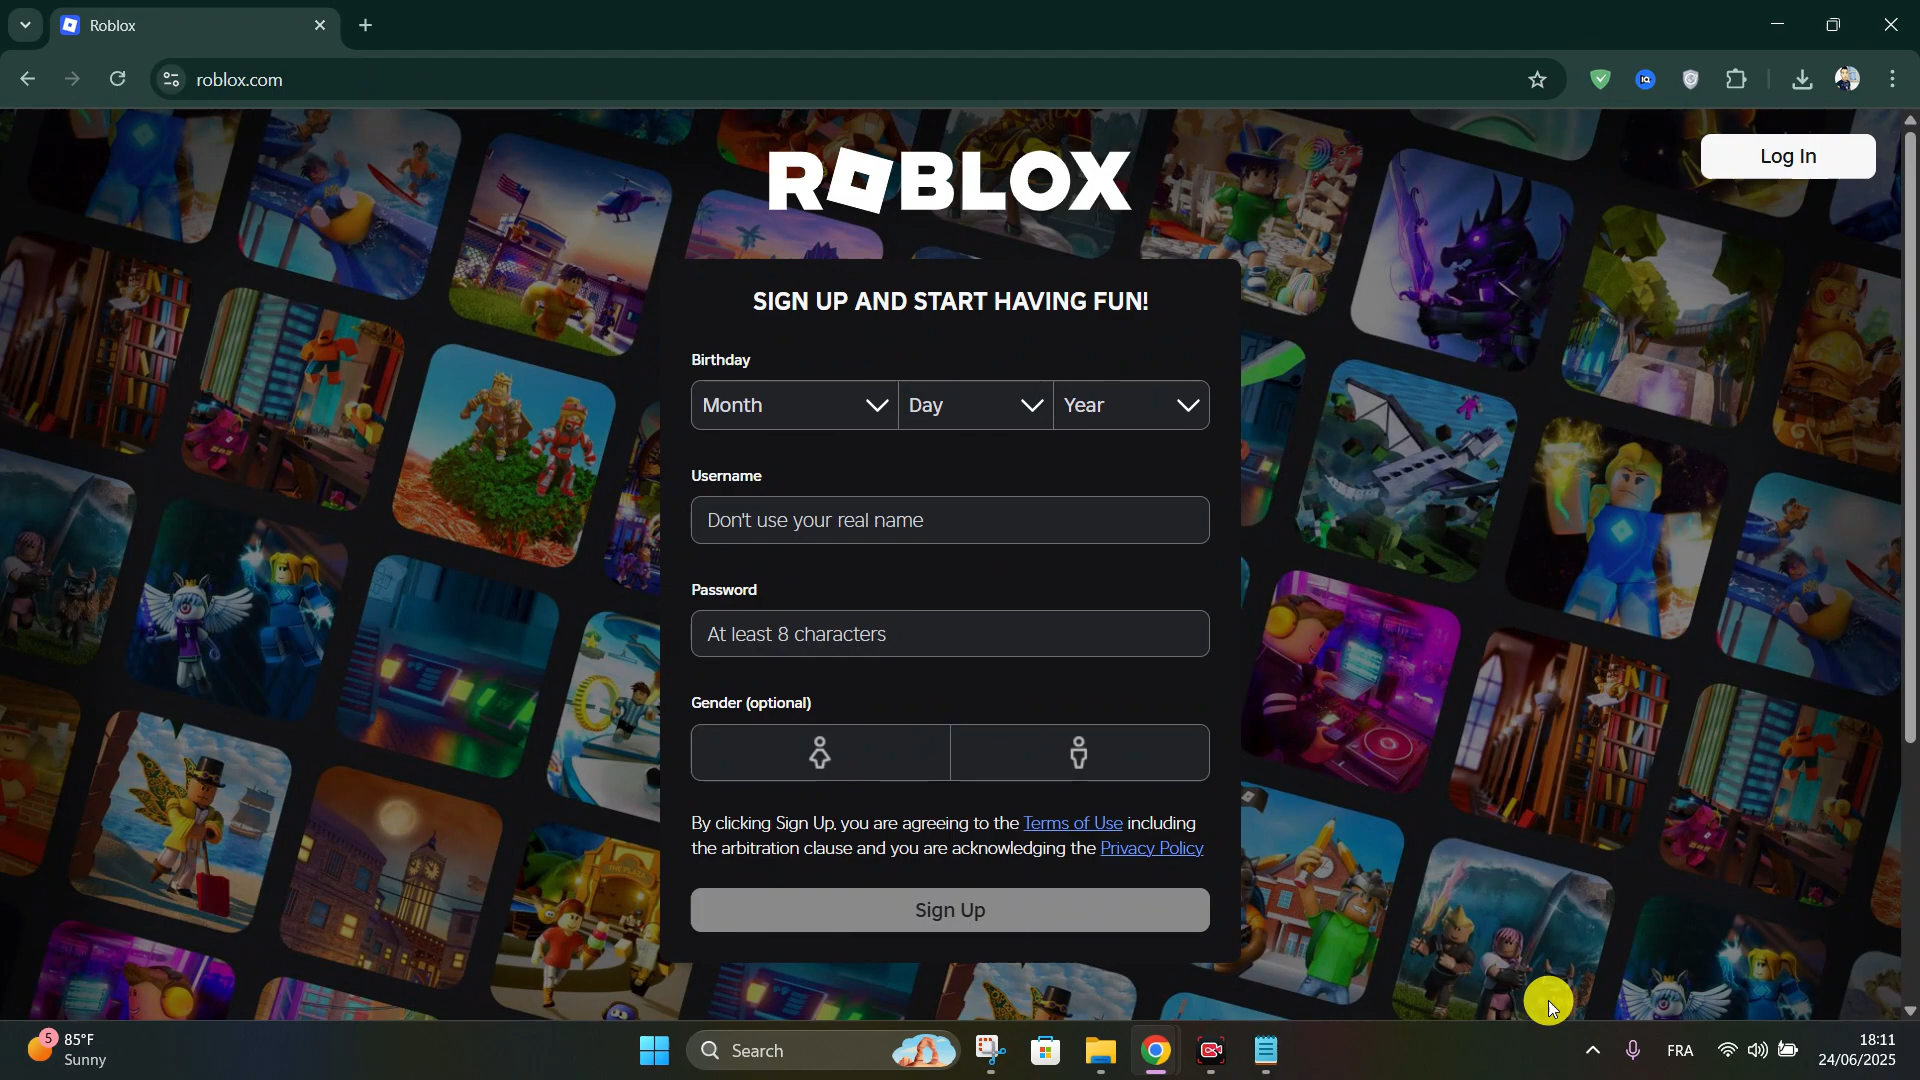 Roblox
roblox.com
Log In
ROBLOX
SIGN UP AND START HAVING FUN!
Birthday
Month Day Year
Username
Don't use your real name
Password
At least 8 characters
Gender (optional)
By clicking Sign Up, you are agreeing to the Terms of Use including
the arbitration clause and you are acknowledging the Privacy Policy
Sign Up
5
85°F
Sunny
Search
FRA
18:11
24/06/2025